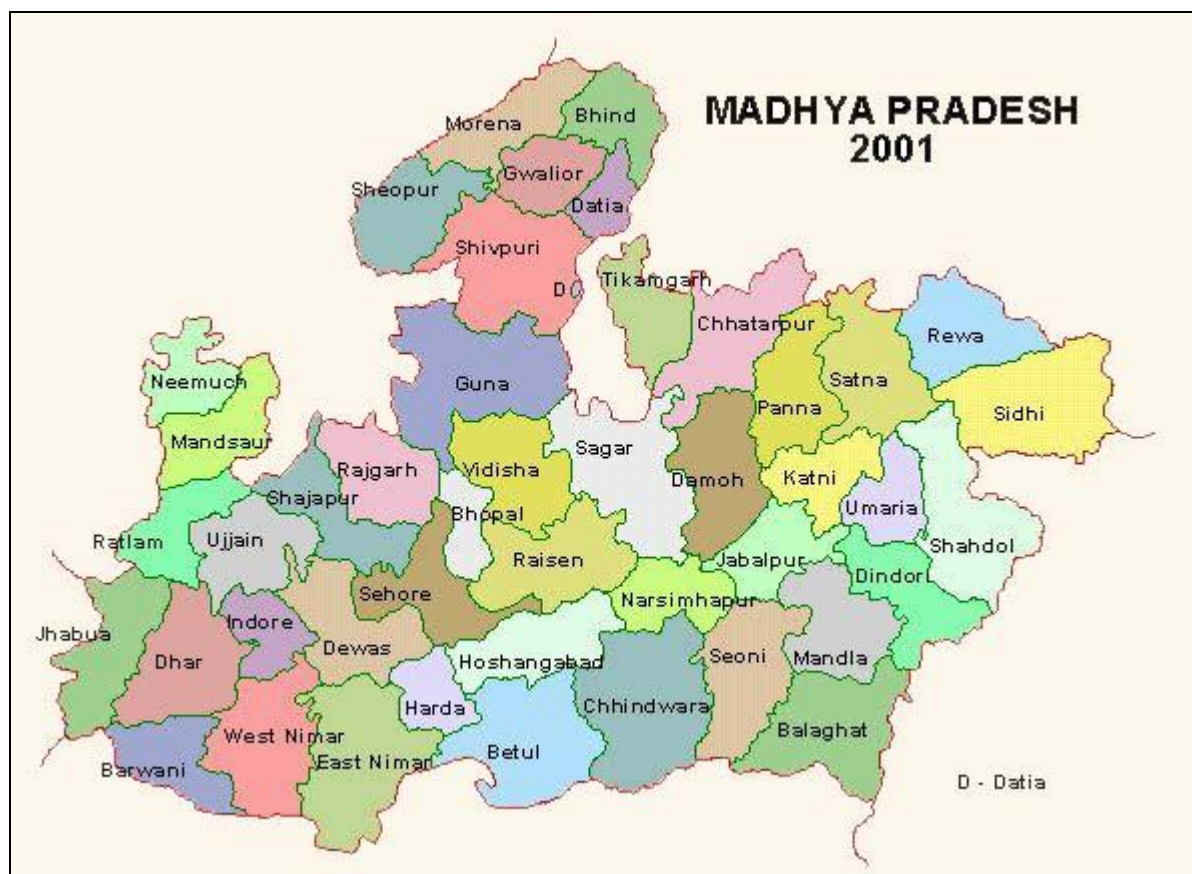 MADHYA PRADESH
2001
Bhind
Morena
Gwalior
Sheopur
Datia
Shivpuri
D
Tikamgarh
Chhatarpur
Rewa
Neemuch
Guna
Satna
Panna
Sidhi
Mandsaur
Rajgarh
Vidisha
Sagar
Damoh
Katni
Shajapur
Bhopal
Umaria
Ratlam
Ujjain
Raisen
Jabalpur
Shahdol
Dindori
Sehore
Narsimhapur
Jhabua
Indore
Dewas
Dhar
Hoshangabad
Seoni
Mandla
Harda
Chhindwara
West Nimar
East Nimar
Betul
Balaghat
Barwani
D - Datia